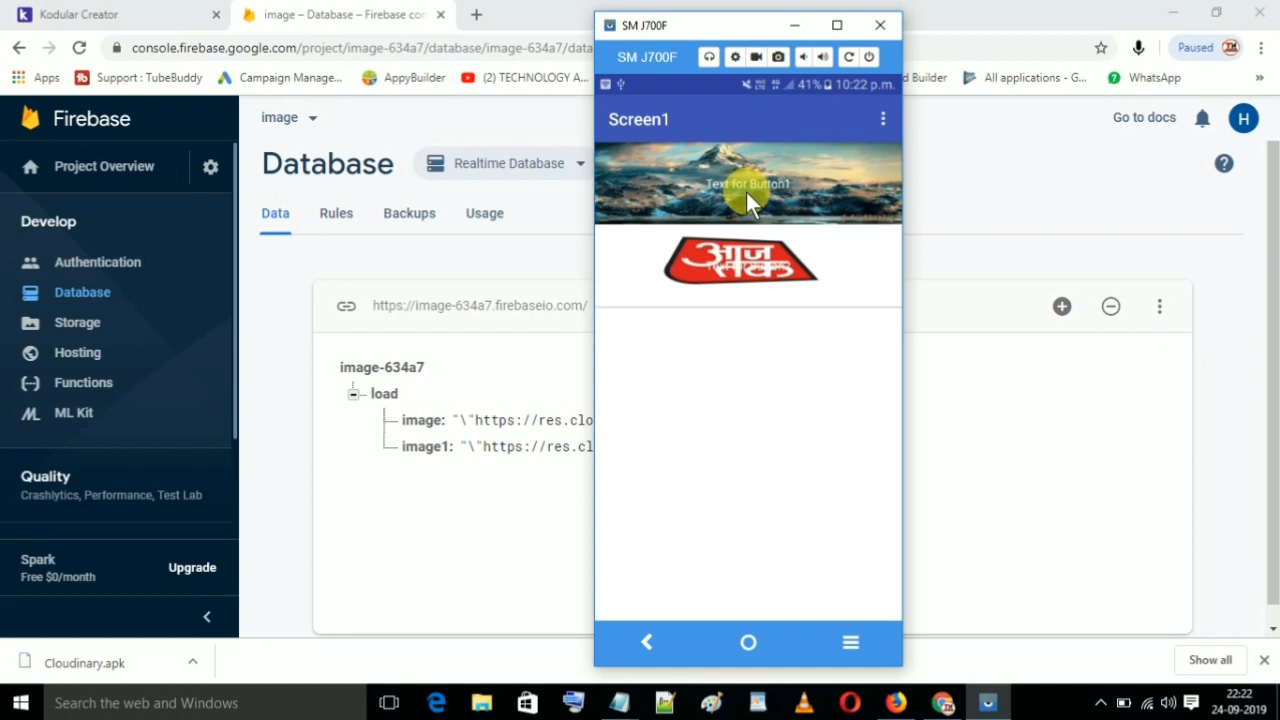 Kodular Creator
image – Database – Firebase con
console.firebase.google.com/project/image-634a7/database/image-634a7/data
Paused
Apps
Support : TubeBuddy
Campaign Manage...
AppyBuilder
(2) TECHNOLOGY A...
d Builder
All applications - G...
7
WhatsApp
»
SM J700F
SM J700F
41%
10:22 p.m.
Screen1
Text for Button1
आज
तक
Firebase
Project Overview
Develop
Authentication
Database
Storage
Hosting
Functions
ML Kit
Quality
Crashlytics, Performance, Test Lab
Spark
Free $0/month
Upgrade
image
Go to docs
H
Database
Realtime Database
Data
Rules
Backups
Usage
https://image-634a7.firebaseio.com/
image-634a7
load
image: "\"https://res.clo
image1: "\"https://res.cl
Cloudinary.apk
Show all
Search the web and Windows
22:22
24-09-2019